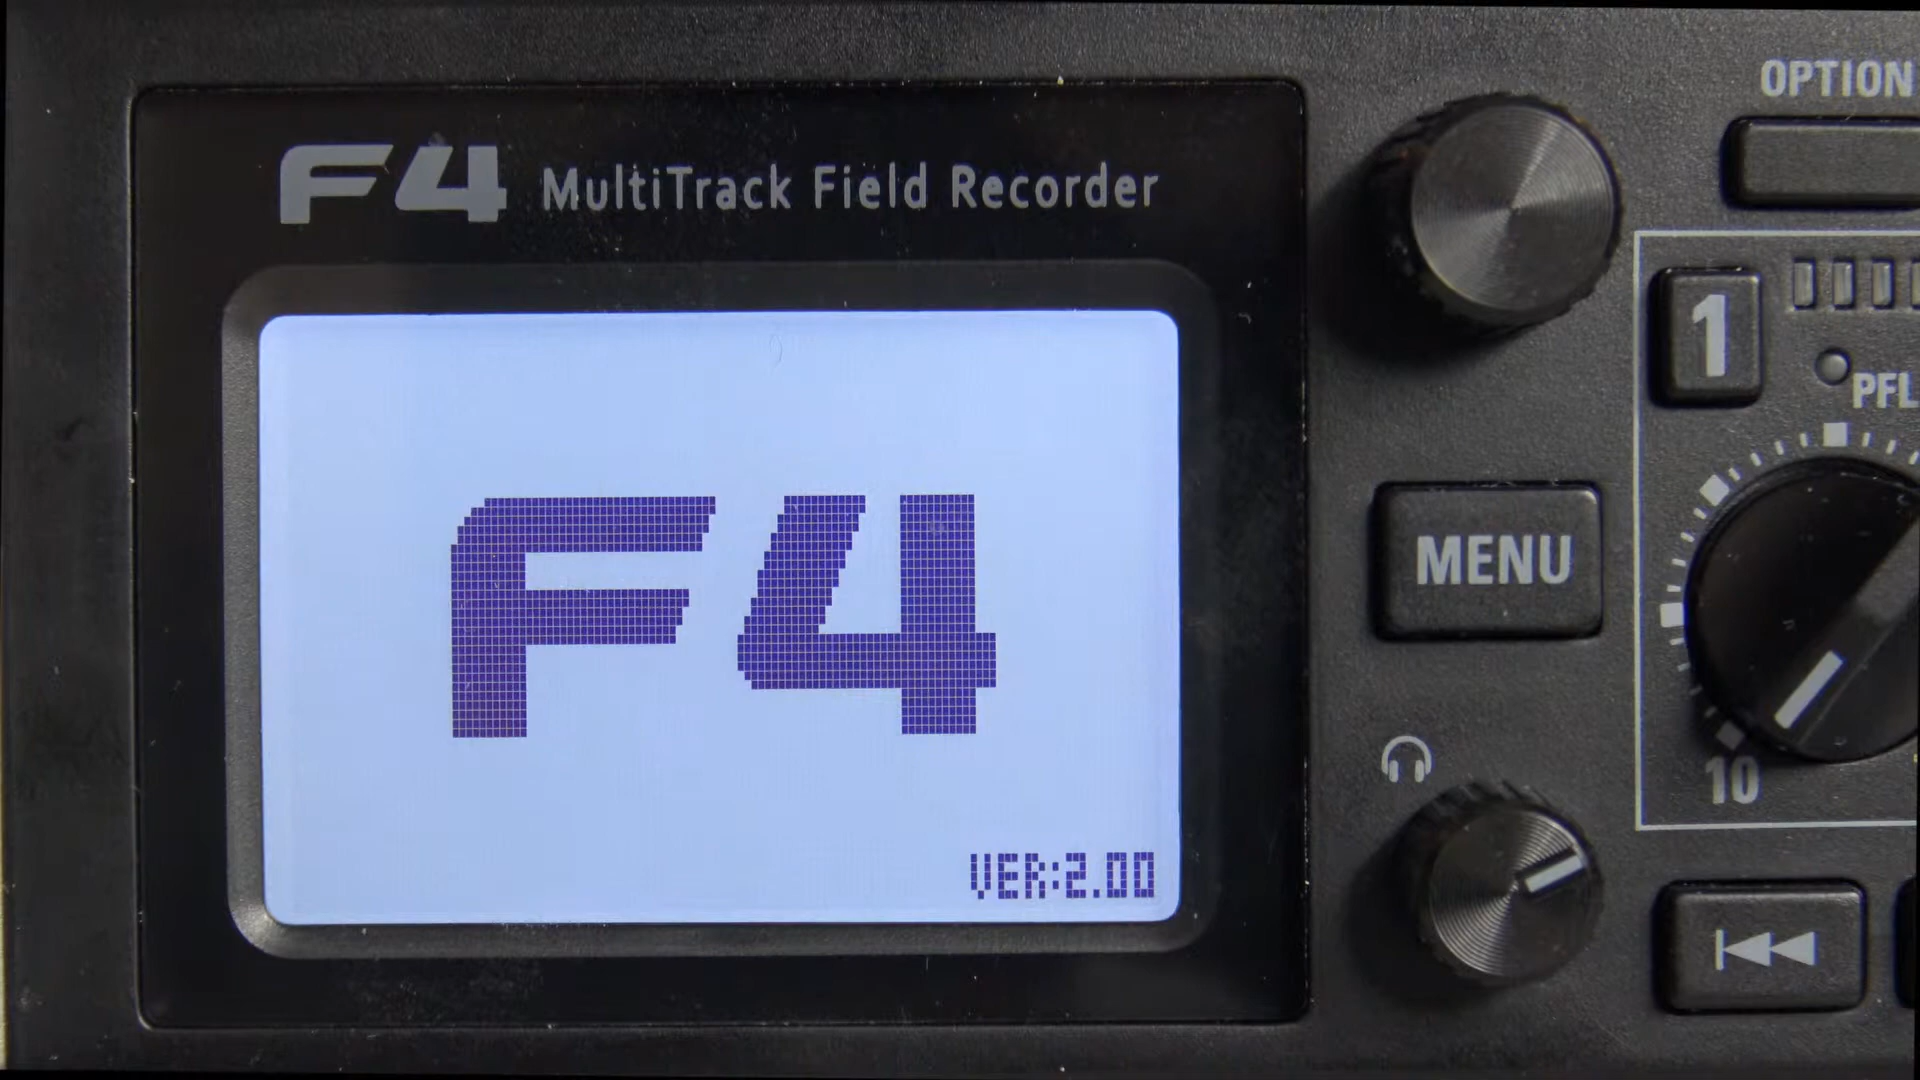 F4 MultiTrack Field Recorder
OPTION
1
PFL
F4
MENU
10
VER:2.00